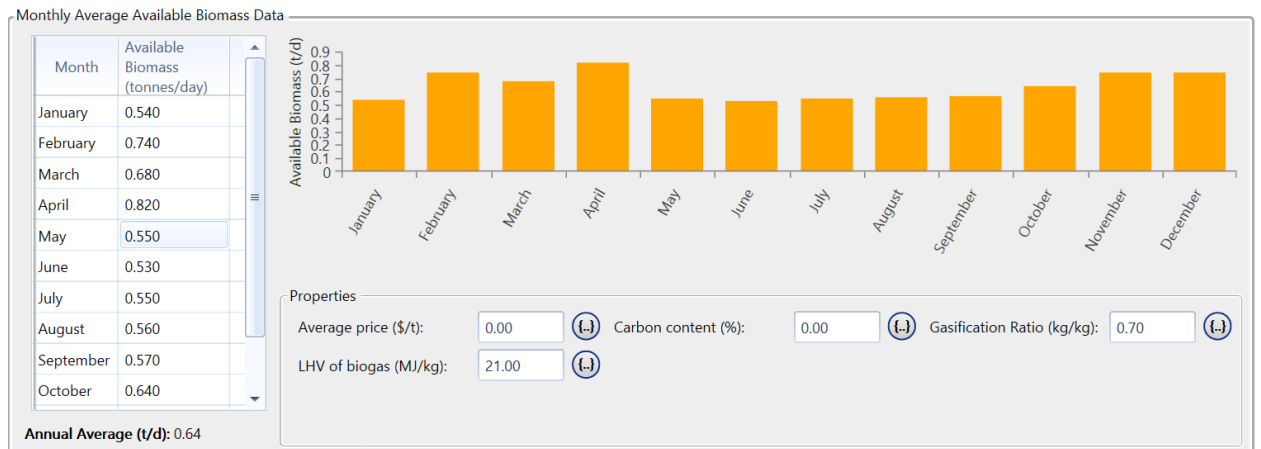 Monthly Average Available Biomass Data
Month
Available
Biomass
(tonnes/day)
January 0.540
February 0.740
March 0.680
April 0.820
May 0.550
June 0.530
July 0.550
August 0.560
September 0.570
October 0.640
Annual Average (t/d): 0.64
Available Biomass (t/d)
0.9
0.8
0.7
0.6
0.5
0.4
0.3
0.2
0.1
0
January
February
March
April
May
June
July
August
September
October
November
December
Properties
Average price ($/t): 0.00 {..} Carbon content (%): 0.00 {..} Gasification Ratio (kg/kg): 0.70 {..}
LHV of biogas (MJ/kg): 21.00 {..}